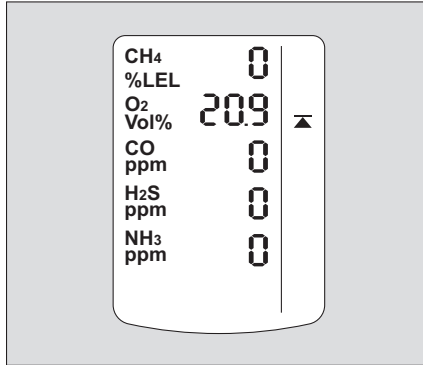 CH4 0
%LEL
O2 20.9
Vol%
CO 0
ppm
H2S 0
ppm
NH3 0
ppm